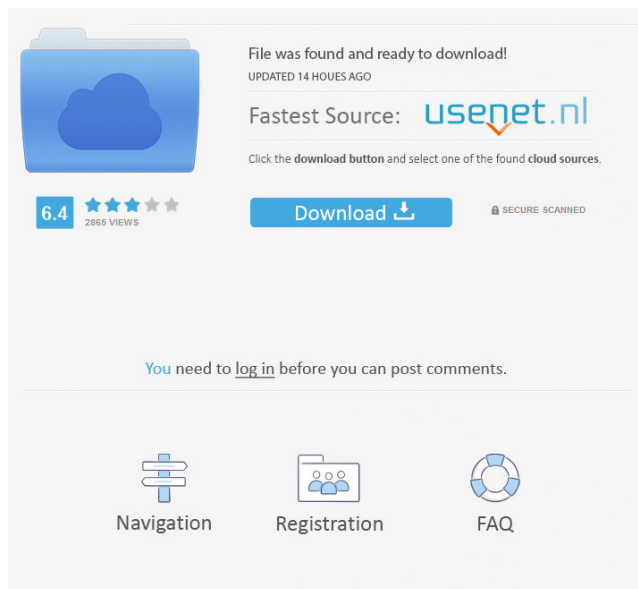 File was found and ready to download!
UPDATED 14 HOUES AGO
Fastest Source: usenet.nl
Click the download button and select one of the found cloud sources.
6.4
2865 VIEWS
Download
SECURE SCANNED
You need to log in before you can post comments.
Navigation
Registration
FAQ